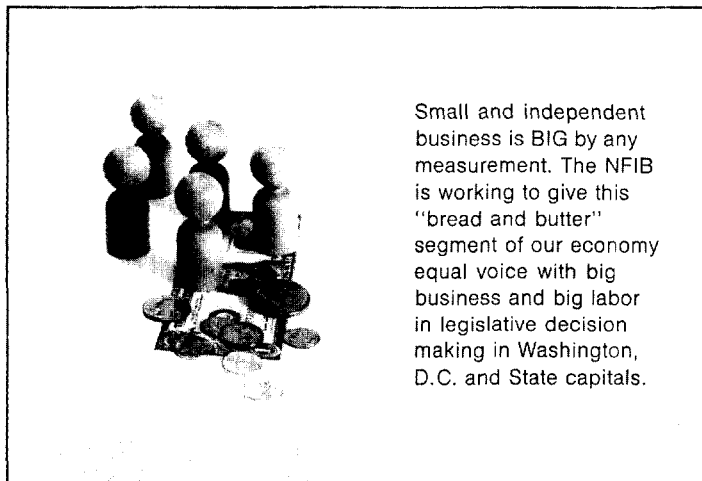 Small and independent
business is BIG by any
measurement. The NFIB
is working to give this
"bread and butter"
segment of our economy
equal voice with big
business and big labor
in legislative decision
making in Washington,
D.C. and State capitals.